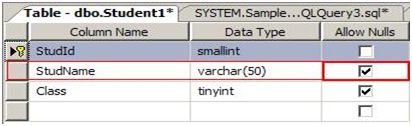 Table - dbo.Student1* SYSTEM.Sample...QLQuery3.sql*
Column Name Data Type Allow Nulls
StudId smallint
StudName varchar(50)
Class tinyint